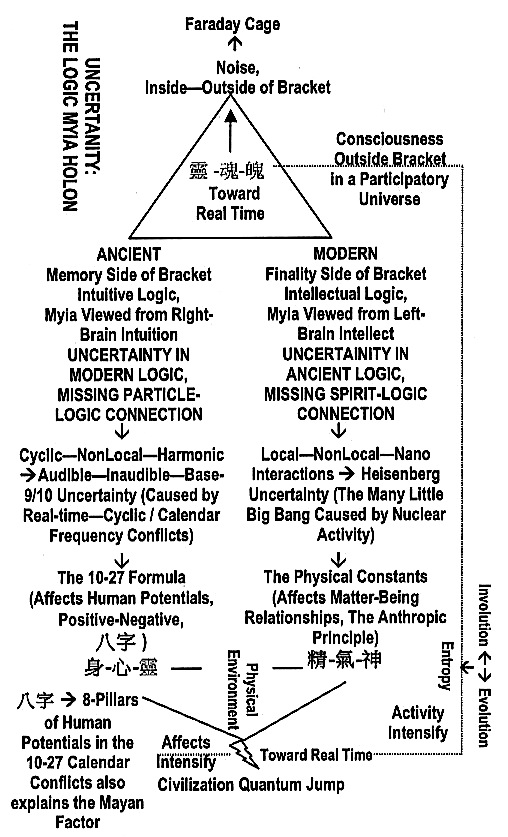 Faraday Cage
↑
Noise,
Inside—Outside of Bracket
UNCERTANITY:
THE LOGIC MYIA HOLON
靈-魂-魄
Toward
Real Time
Consciousness
Outside Bracket
in a Participatory
Universe
ANCIENT
Memory Side of Bracket
Intuitive Logic,
Myia Viewed from Right-
Brain Intuition
UNCERTAINTY IN
MODERN LOGIC,
MISSING PARTICLE-
LOGIC CONNECTION
↓
Cyclic—NonLocal—Harmonic
→Audible—Inaudible—Base-
9/10 Uncertainty (Caused by
Real-time—Cyclic / Calendar
Frequency Conflicts)
↓
The 10-27 Formula
(Affects Human Potentials,
Positive-Negative,
八字 )
身-心-靈
MODERN
Finality Side of Bracket
Intellectual Logic,
Myia Viewed from Left-
Brain Intellect
UNCERTAINTY IN
ANCIENT LOGIC,
MISSING SPIRIT-LOGIC
CONNECTION
↓
Local—NonLocal—Nano
Interactions → Heisenberg
Uncertainty (The Many Little
Big Bang Caused by Nuclear
Activity)
↓
The Physical Constants
(Affects Matter-Being
Relationships, The Anthropic
Principle)
精-氣-神
Physical
Environment
Involution ←→ Evolution
Entropy
Activity
Intensify
八字 → 8-Pillars
of Human
Potentials in the
10-27 Calendar
Conflicts also
explains the Mayan
Factor
Affects
Intensify
Toward Real Time
Civilization Quantum Jump